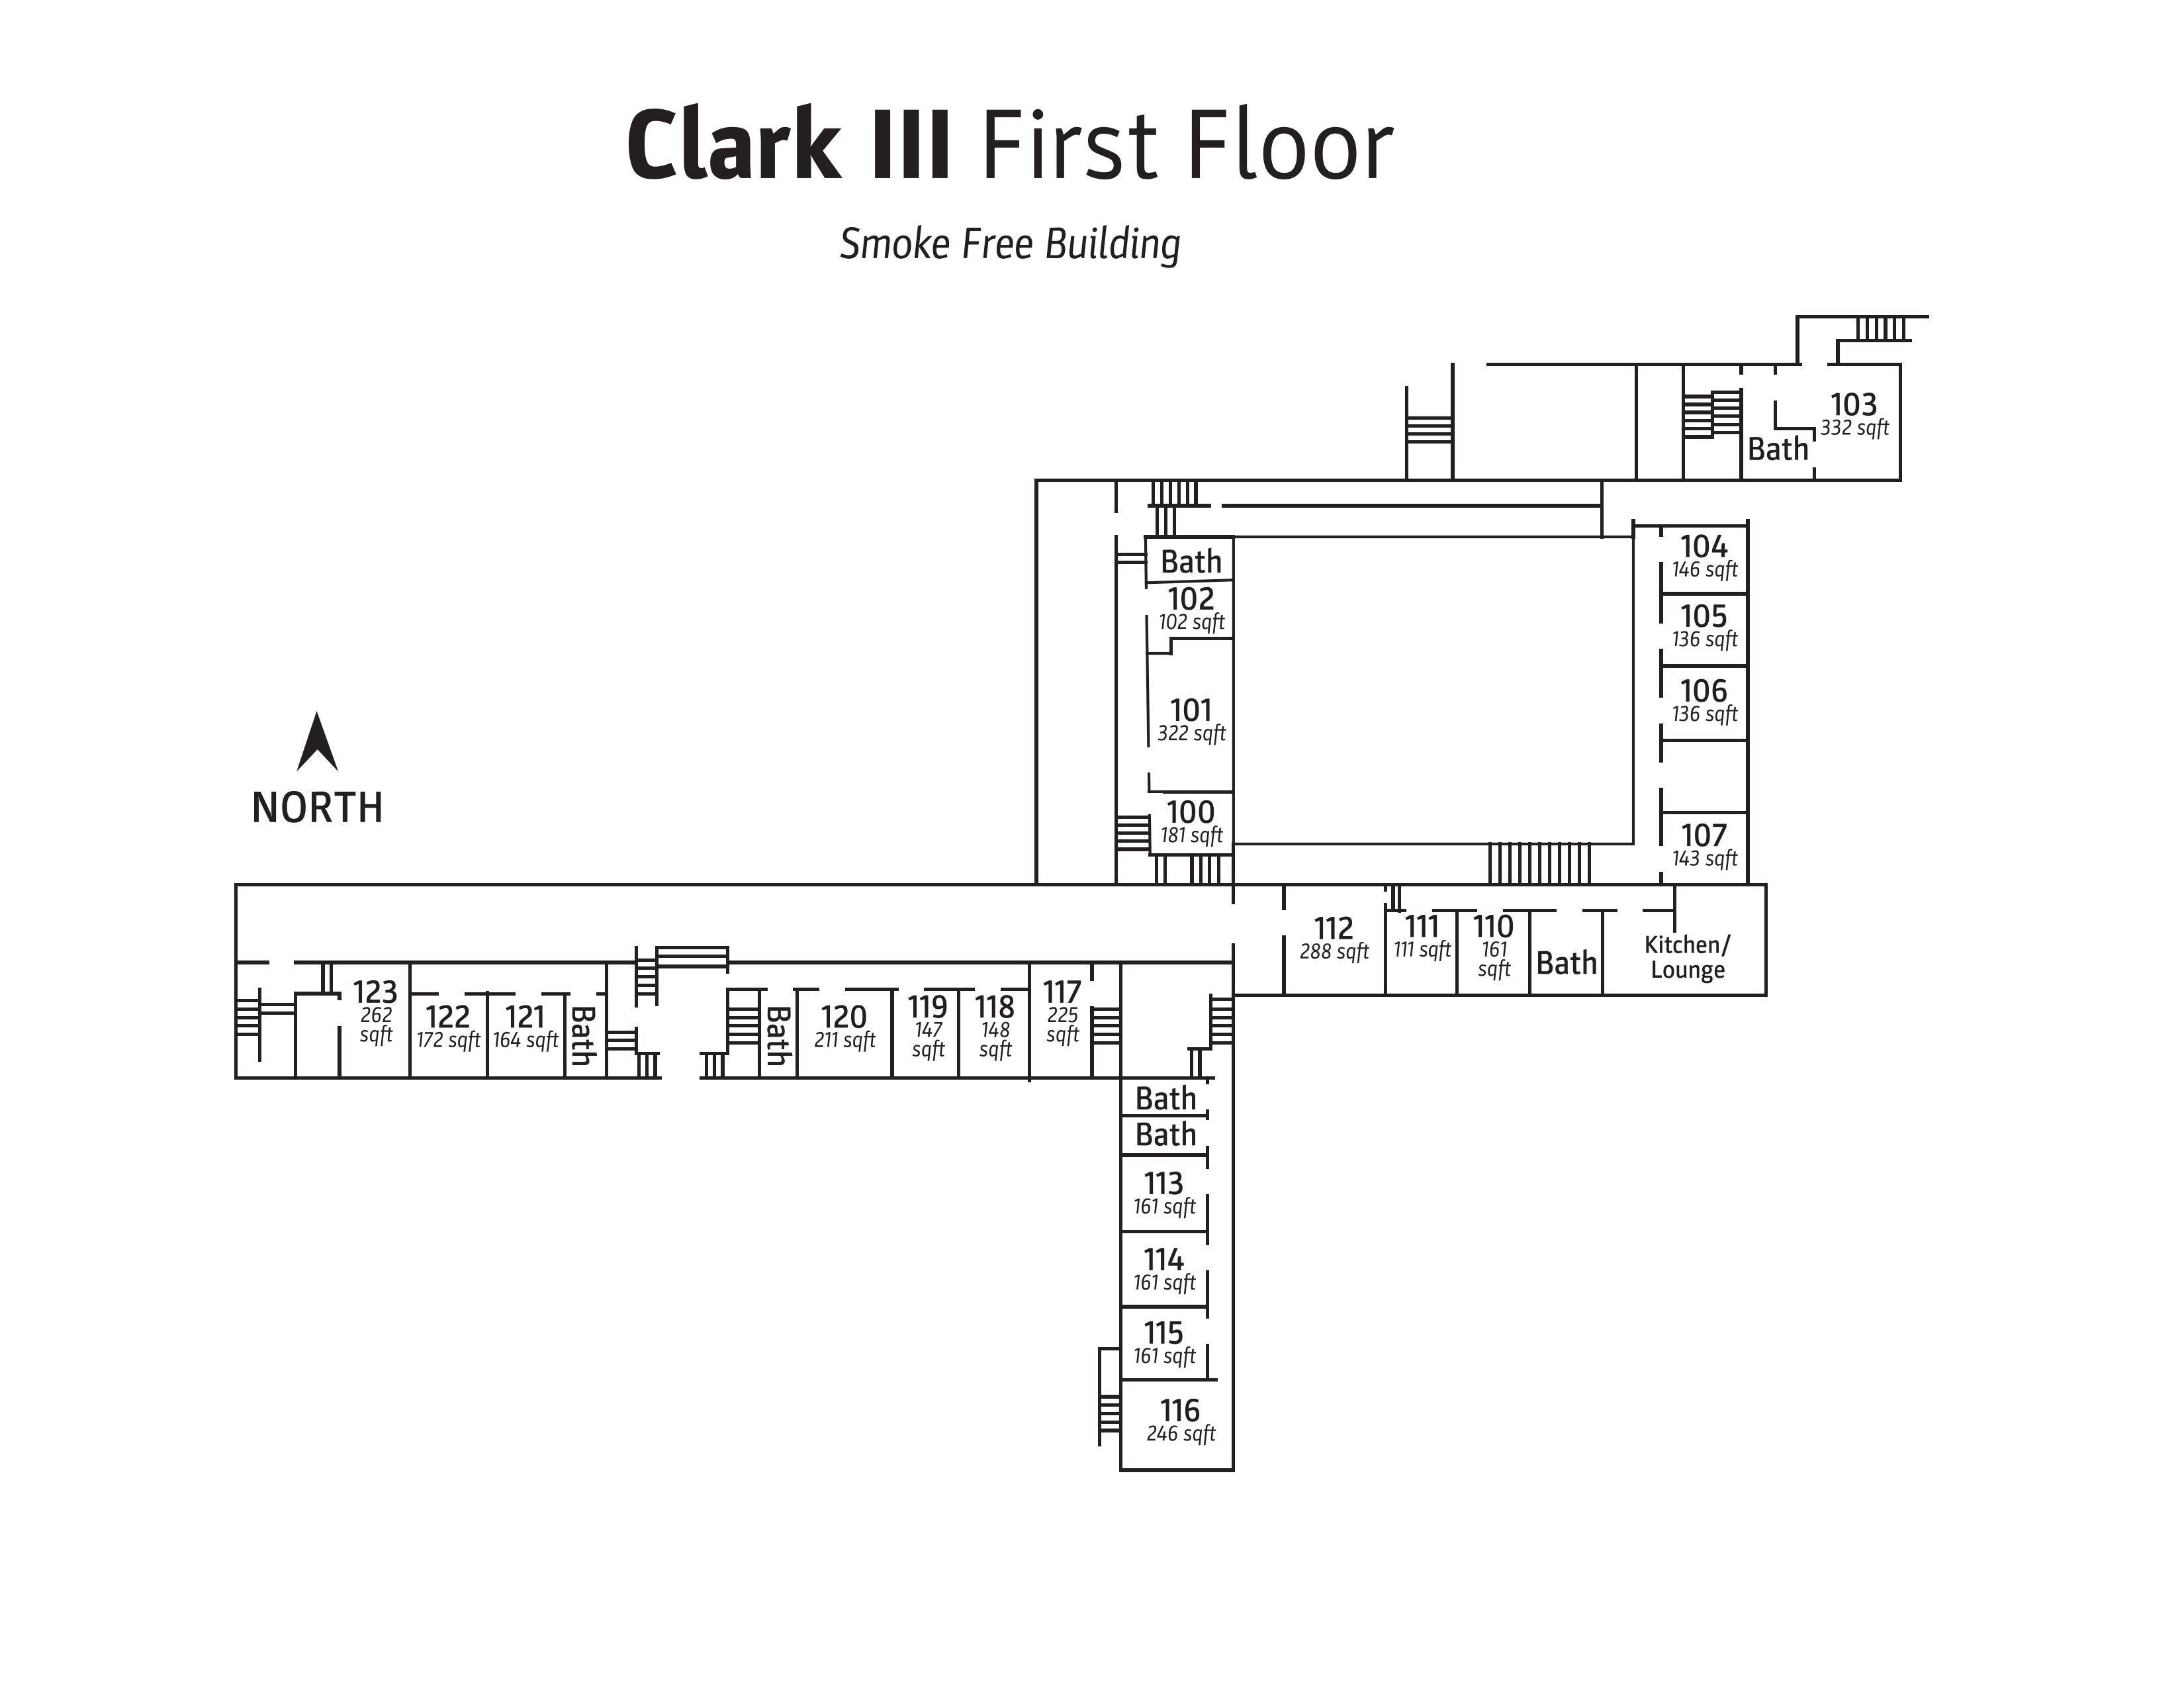 Clark III First Floor
Smoke Free Building
103
332 sqft
Bath
Bath
102
102 sqft
101
322 sqft
100
181 sqft
104
146 sqft
105
136 sqft
106
136 sqft
107
143 sqft
NORTH
112
288 sqft
111
111 sqft
110
161
sqft
Bath
Kitchen/
Lounge
123
262
sqft
122
172 sqft
121
164 sqft
Bath
Bath
120
211 sqft
119
147
sqft
118
148
sqft
117
225
sqft
Bath
Bath
113
161 sqft
114
161 sqft
115
161 sqft
116
246 sqft